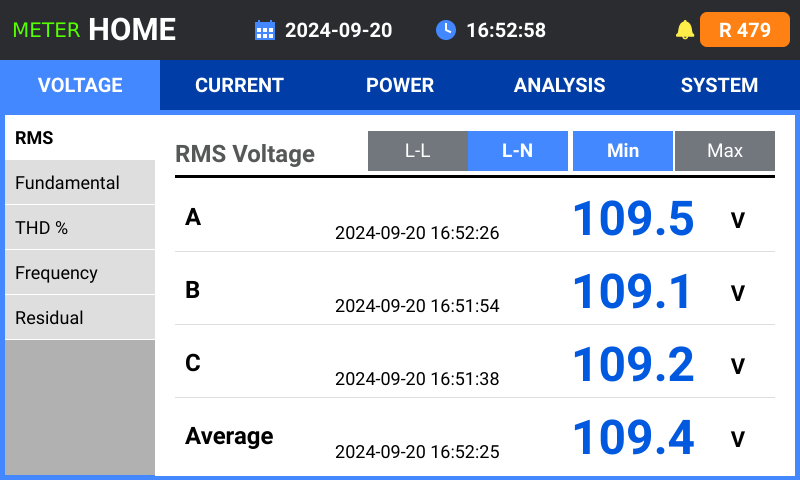 METER HOME 2024-09-20 16:52:58 R 479
VOLTAGE CURRENT POWER ANALYSIS SYSTEM
RMS
Fundamental
THD %
Frequency
Residual
RMS Voltage L-L L-N Min Max
A 2024-09-20 16:52:26 109.5 V
B 2024-09-20 16:51:54 109.1 V
C 2024-09-20 16:51:38 109.2 V
Average 2024-09-20 16:52:25 109.4 V